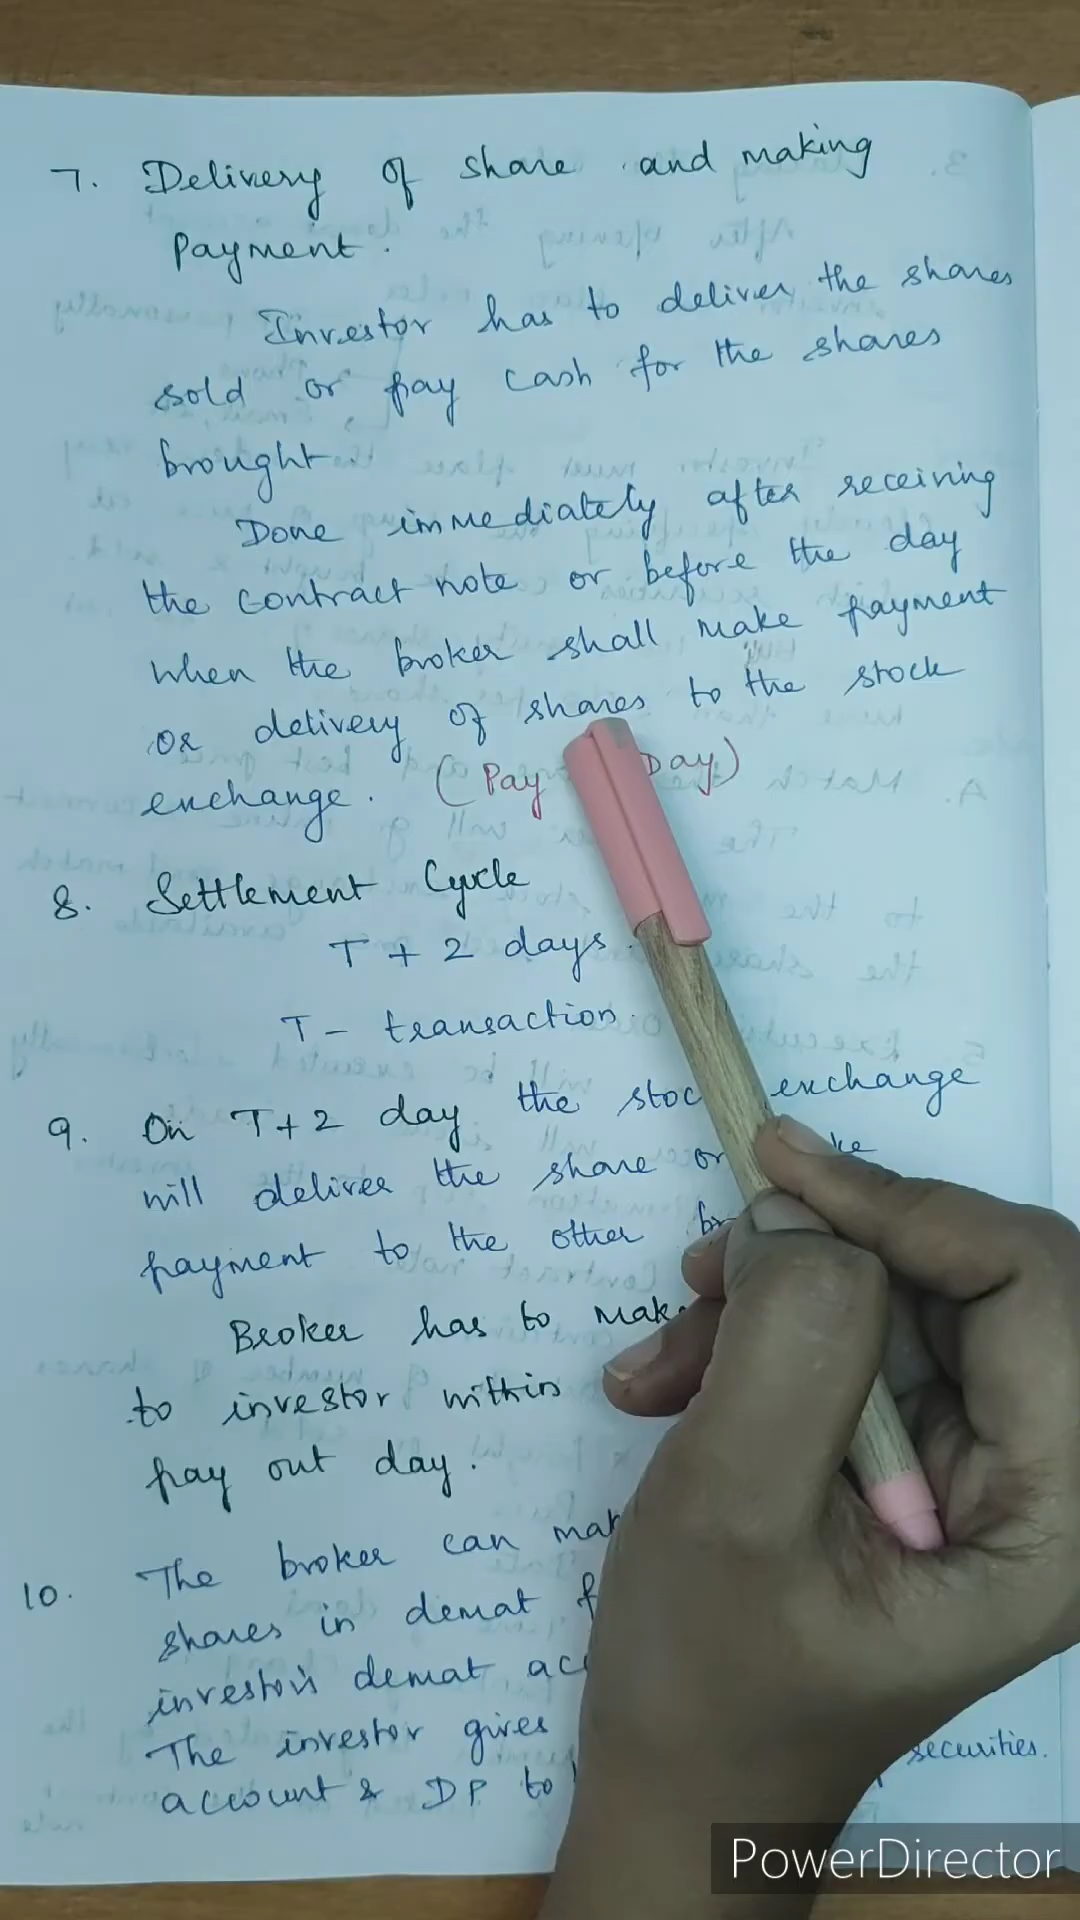 7. Delivery of share and making
Payment.
Investor has to deliver the shares
sold or pay cash for the shares
brought
Done immediately after receiving
the contract note or before the day
when the broker shall make payment
or delivery of shares to the stock
exchange. (Pay Day)
8. Settlement Cycle
T + 2 days.
T - transaction.
9. On T+2 day the stoc exchange
will deliver the share or
payment to the other
Broker has to make
to investor within
pay out day.
10. The broker can
shares in demat
investor's demat
The investor gives securities.
account & DP to
PowerDirector